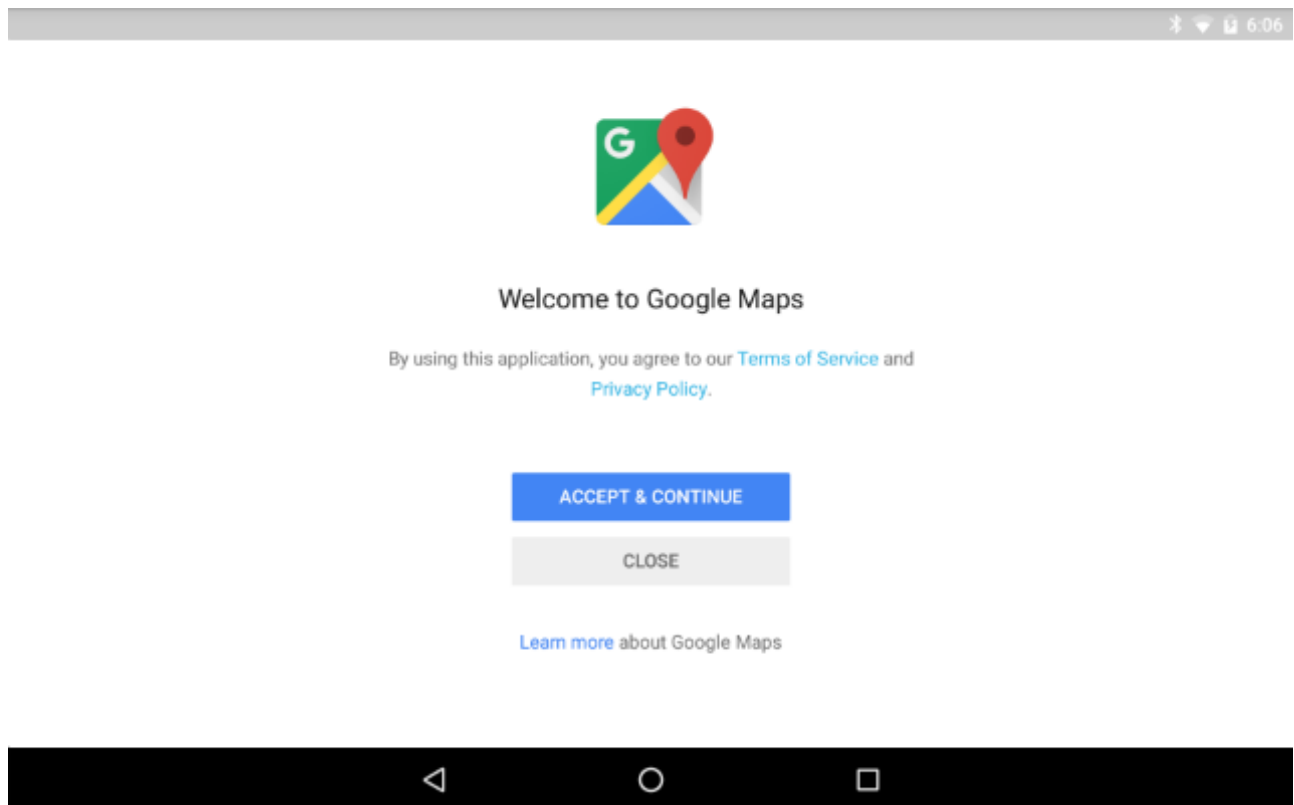 6:06
G
Welcome to Google Maps
By using this application, you agree to our Terms of Service and
Privacy Policy.
ACCEPT & CONTINUE
CLOSE
Learn more about Google Maps